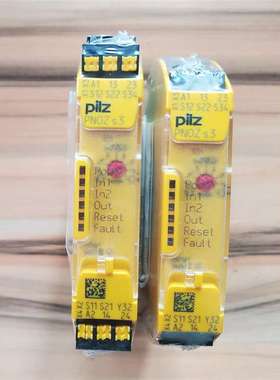 A1 13 23
S12 S22 S34
pilz
PNOZ s3
Power
In1
In2
Out
Reset
Fault
S11 S21 Y32
A2 14 24
A1 13 23
S12 S22 S34
pilz
PNOZ s3
In1
In2
Out
Reset
Fault
S11 S21 Y32
A2 14 24